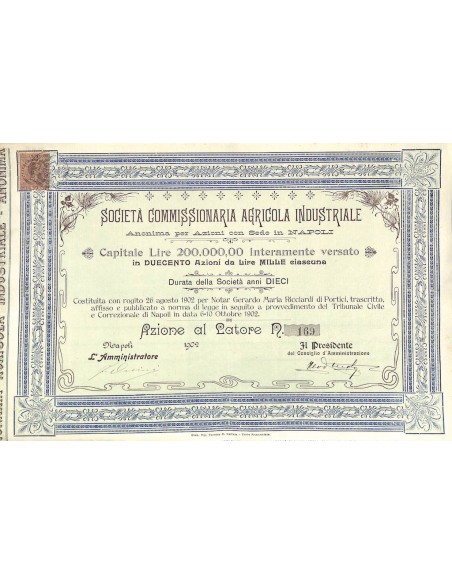 SOCIETÀ COMMISSIONARIA AGRICOLA INDUSTRIALE
Anonima per Azioni con Sede in NAPOLI
Capitale Lire 200.000,00 Interamente versato
in DUECENTO Azioni da Lire MILLE ciascuna
Durata della Società anni DIECI
Costituita con rogito 26 agosto 1902 per Notar Gerardo Maria Ricciardi di Portici, trascritto,
affisso e pubblicato a norma di legge in seguito a provvedimento del Tribunale Civile
e Correzionale di Napoli in data 6-10 Ottobre 1902.
Azione al Latore N. 169
Napoli 1909
L'Amministratore
Il Presidente
del Consiglio d'Amministrazione